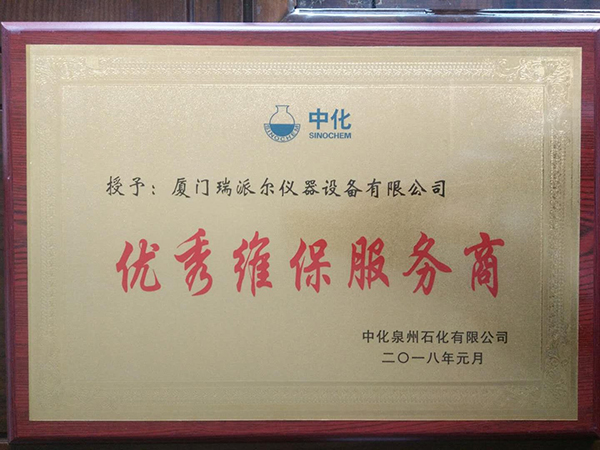 中化
SINOCHEM
SINOCHEM
授予：厦门瑞派尔仪器设备有限公司
优秀维保服务商
中化泉州石化有限公司
二〇一八年元月